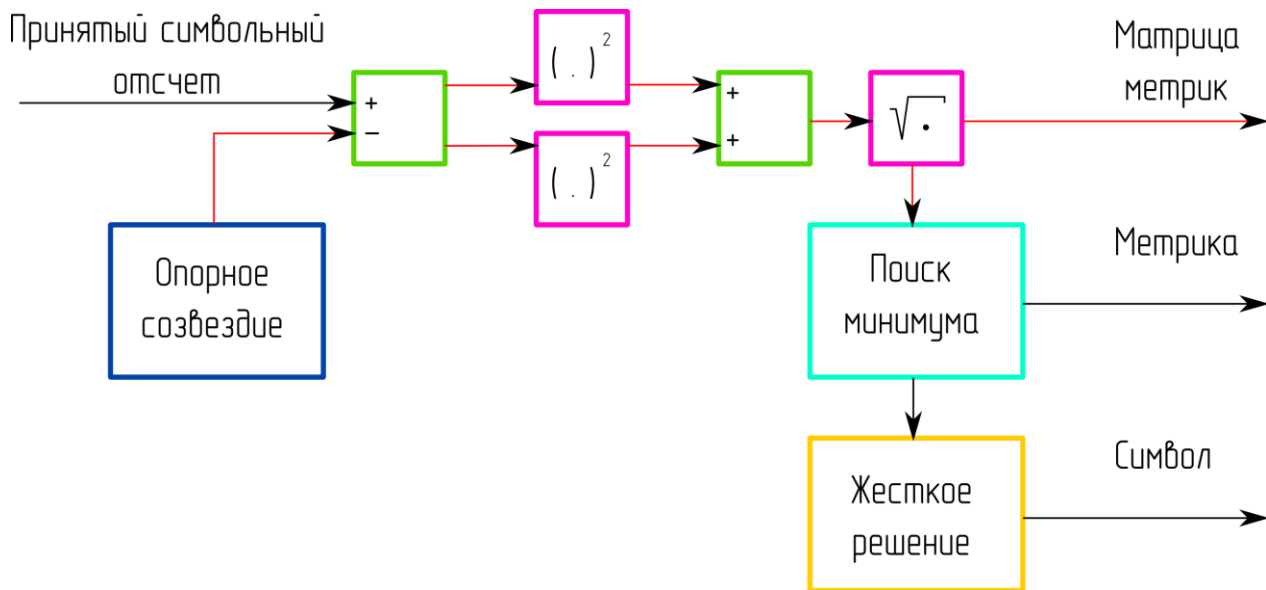 Принятый символьный
отсчет
+
−
( . )²
( . )²
+
+
√·
Матрица
метрик
Опорное
созвездие
Поиск
минимума
Метрика
Жесткое
решение
Символ